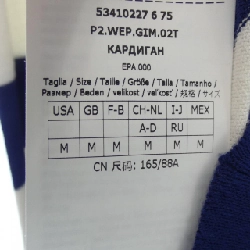 53410227 6 75
P2.WEP.GIM.02T
КАРДИГАН
EPA 000
Taglia / Size / Taille / Größe / Talla / Tamanho /
Размер / Beden / velikost / veľkosť / 规格 / サイズ
USA GB F-B CH-NL I-J MEX
A-D RU
M M M M M M
CN 尺码: 165/88A